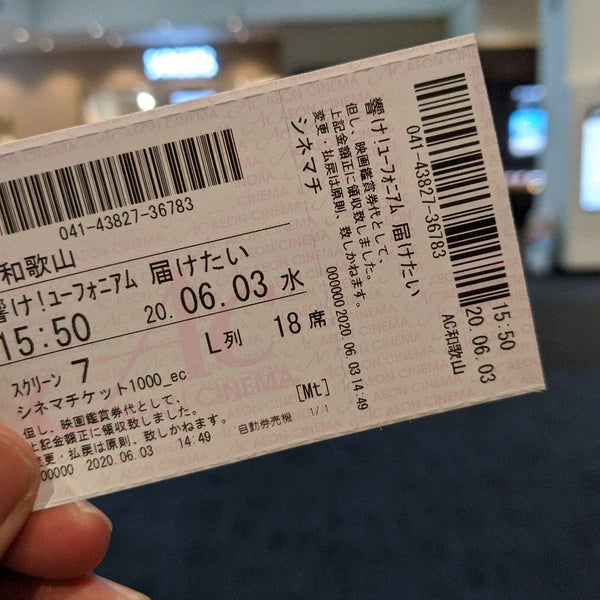 041-43827-36783
和歌山
響け!ユーフォニアム 届けたい
15:50 20.06.03 水
L列 18席
スクリーン 7
シネマチケット1000_ec
[Mt]
但し、映画鑑賞券代として、
上記金額正に領収致しました。
変更・払戻は原則、致しかねます。
000000 2020.06.03 14:49
自動券売機 1/1
041-43827-36783
響け!ユーフォニアム 届けたい
但し、映画鑑賞券代として、
上記金額正に領収致しました。
変更・払戻は原則、致しかねます。
シネマチ
000000 2020.06.03 14:49
15:50
20.06.03
AC和歌山
AEON CINEMA